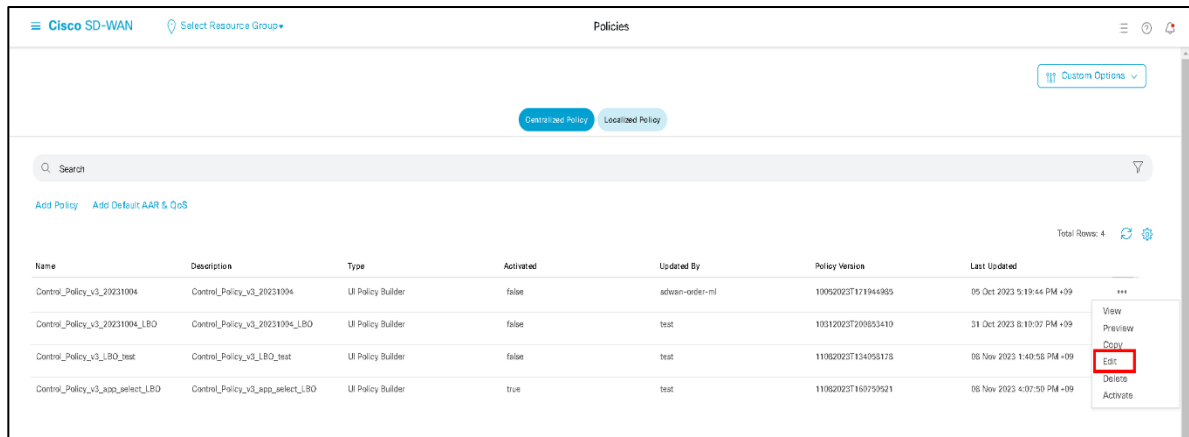 Cisco SD-WAN Select Resource Group▾ Policies
Custom Options
Centralized Policy Localized Policy
Search
Add Policy Add Default AAR & QoS
Total Rows: 4
Name Description Type Activated Updated By Policy Version Last Updated
Control_Policy_v3_20231004 Control_Policy_v3_20231004 UI Policy Builder false sdwan-order-ml 10052023T171944985 05 Oct 2023 5:19:44 PM +09 •••
Control_Policy_v3_20231004_LBO Control_Policy_v3_20231004_LBO UI Policy Builder false test 10312023T200853410 31 Oct 2023 8:10:07 PM +09
Control_Policy_v3_LBO_test Control_Policy_v3_LBO_test UI Policy Builder false test 11082023T134058178 08 Nov 2023 1:40:58 PM +09
Control_Policy_v3_app_select_LBO Control_Policy_v3_app_select_LBO UI Policy Builder true test 11082023T160750521 08 Nov 2023 4:07:50 PM +09
View
Preview
Copy
Edit
Delete
Activate